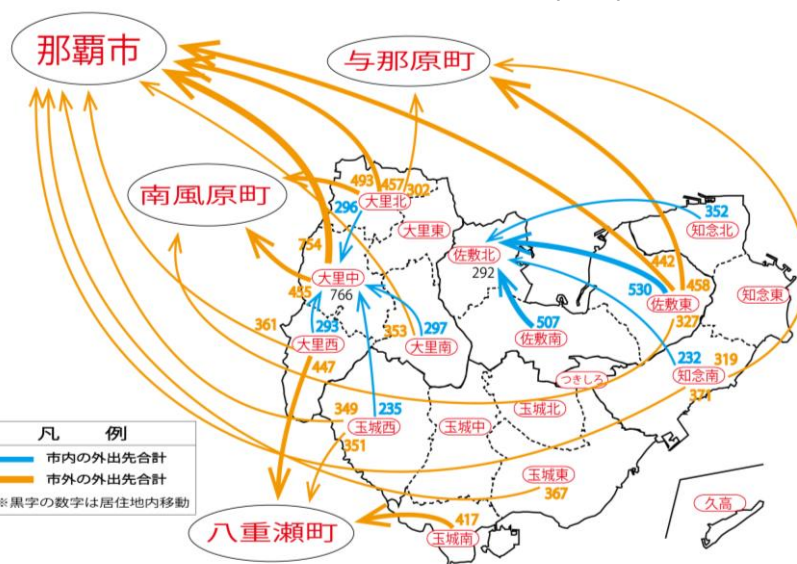 那覇市
与那原町
南風原町
493
457
302
大里北
296
大里東
352
知念北
佐敷北
292
754
大里中
766
455
442
458
530
佐敷東
327
知念東
361
293
大里西
447
353
297
大里南
507
佐敷南
232
319
知念南
371
つきしろ
349
235
玉城西
351
玉城中
玉城北
玉城東
367
凡 例
市内の外出先合計
市外の外出先合計
※黒字の数字は居住地内移動
八重瀬町
417
玉城南
久高